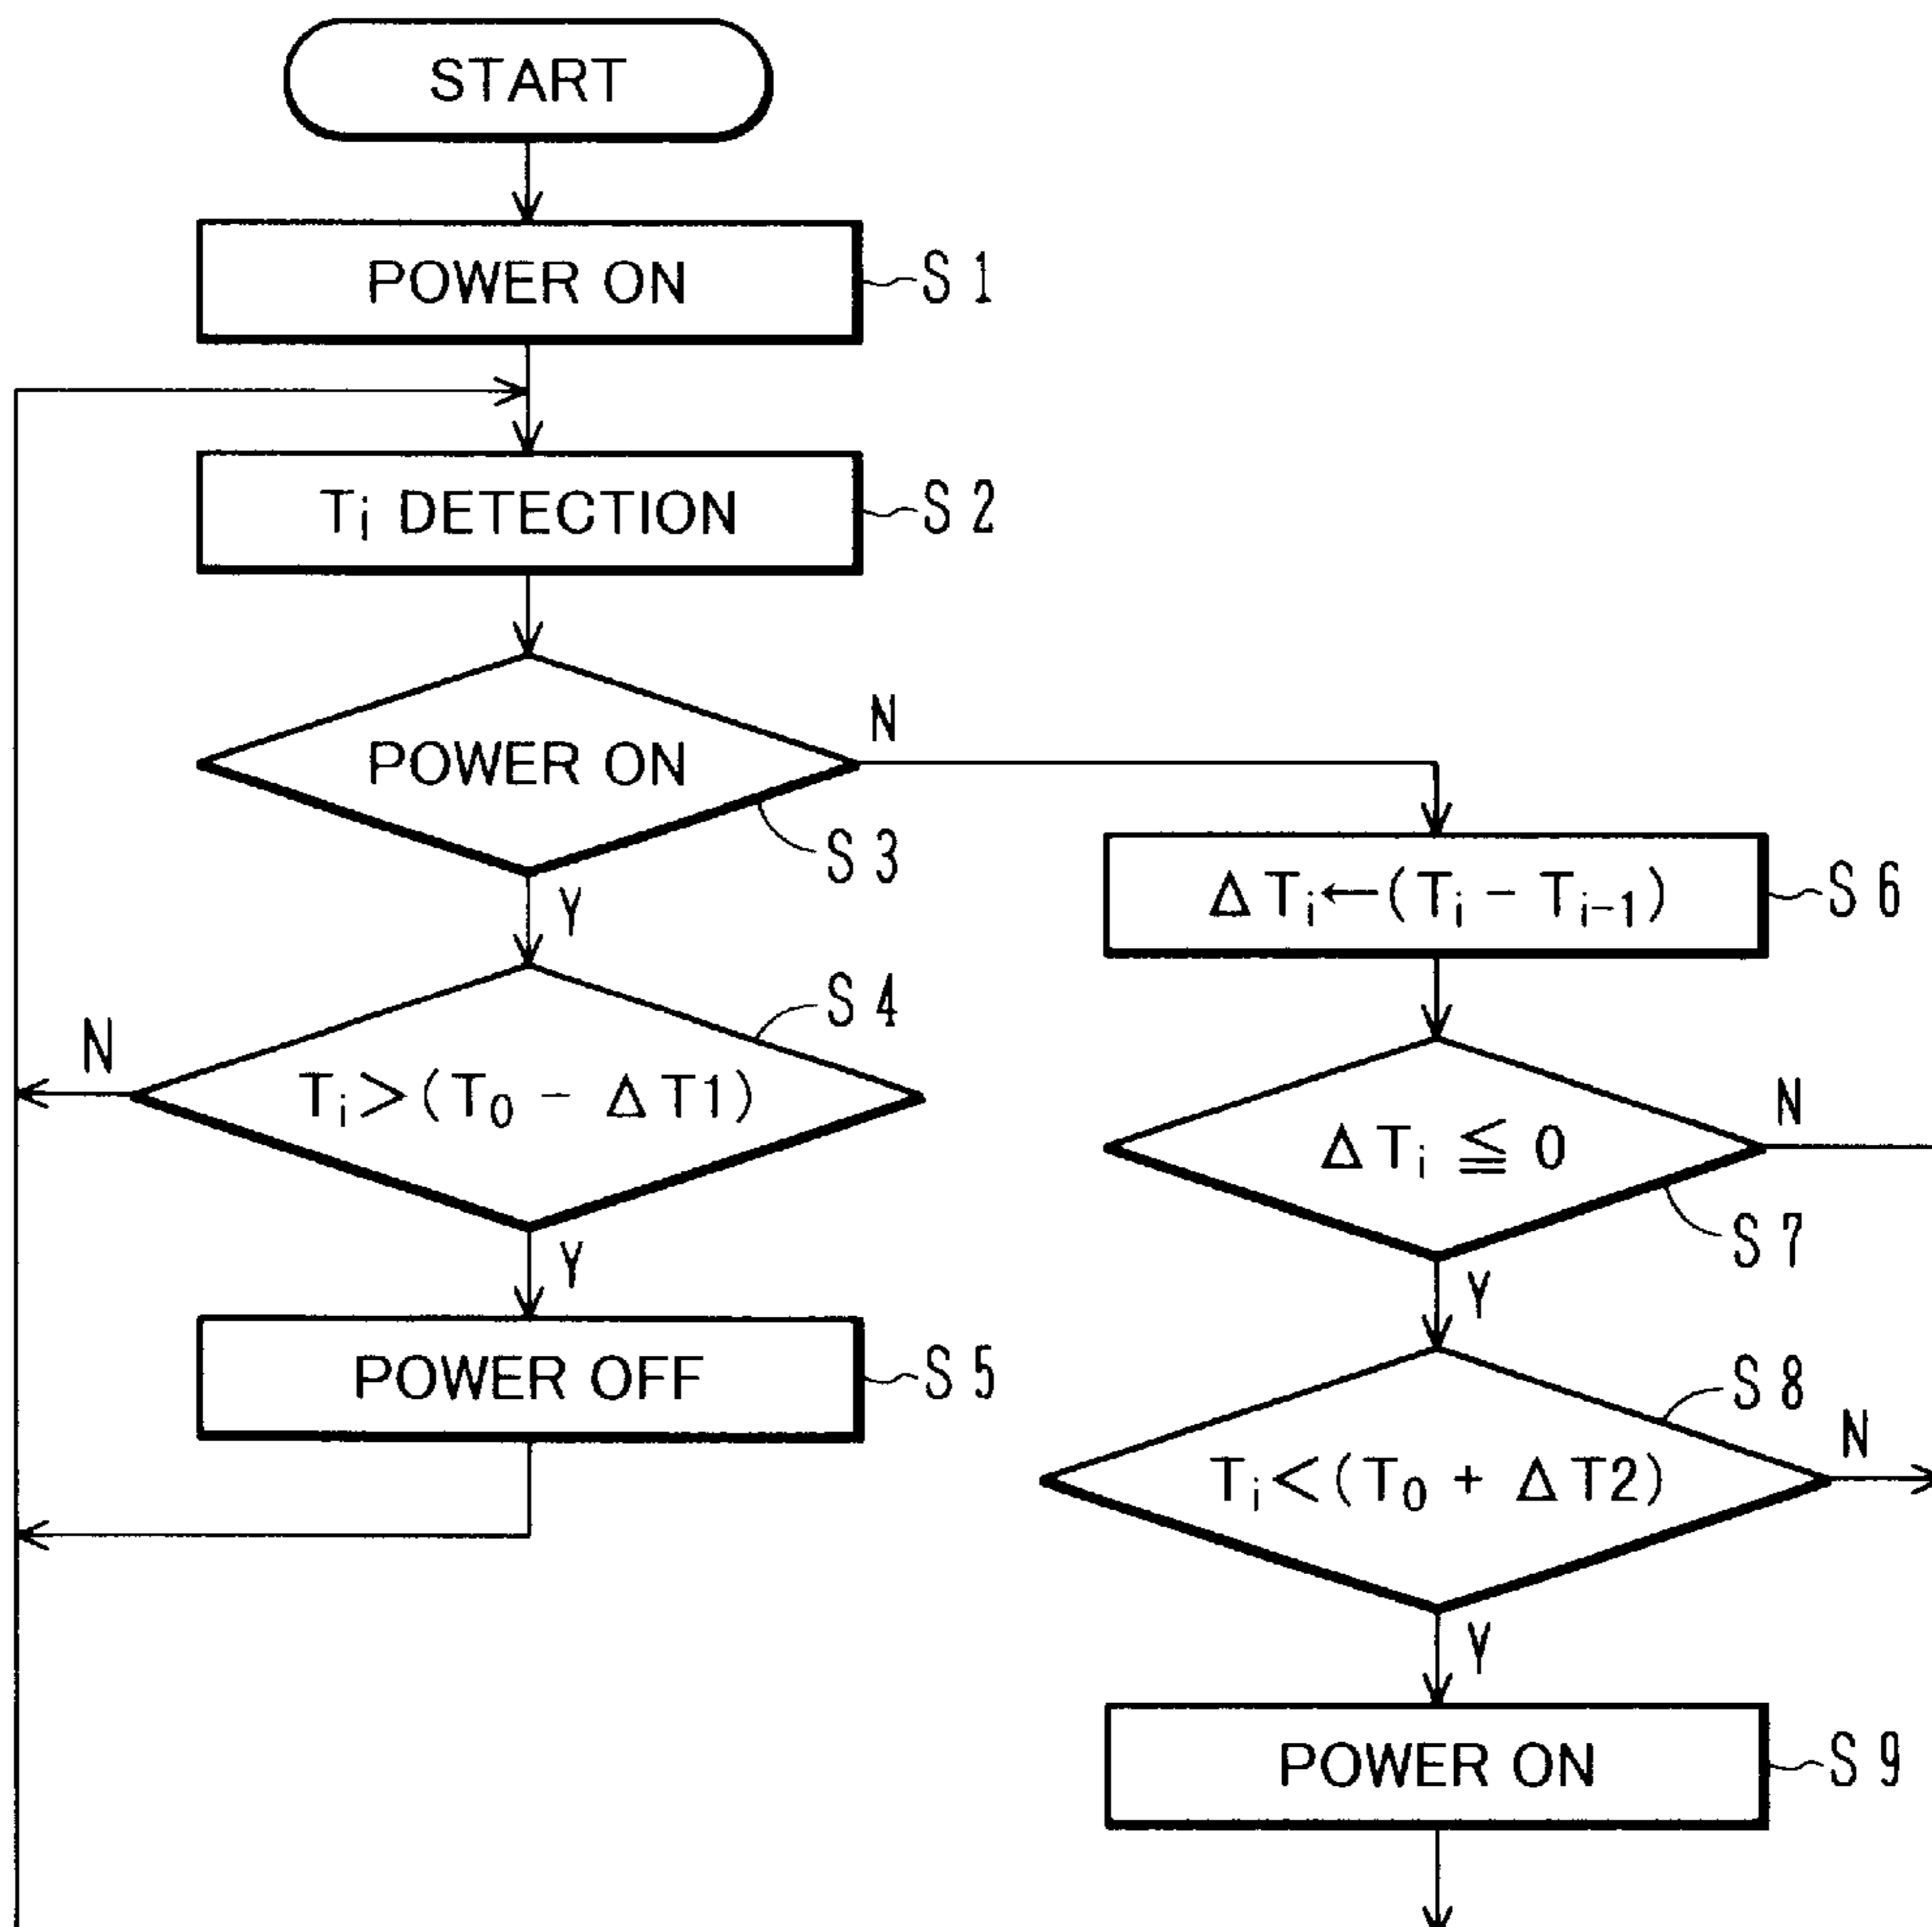 START
POWER ON
S1
Ti DETECTION
S2
POWER ON
N
S3
Y
Ti>(T0 − ΔT1)
S4
N
Y
POWER OFF
S5
ΔTi←(Ti − Ti−1)
S6
ΔTi ≦ 0
N
S7
Y
S8
Ti<(T0 + ΔT2)
N
Y
POWER ON
S9